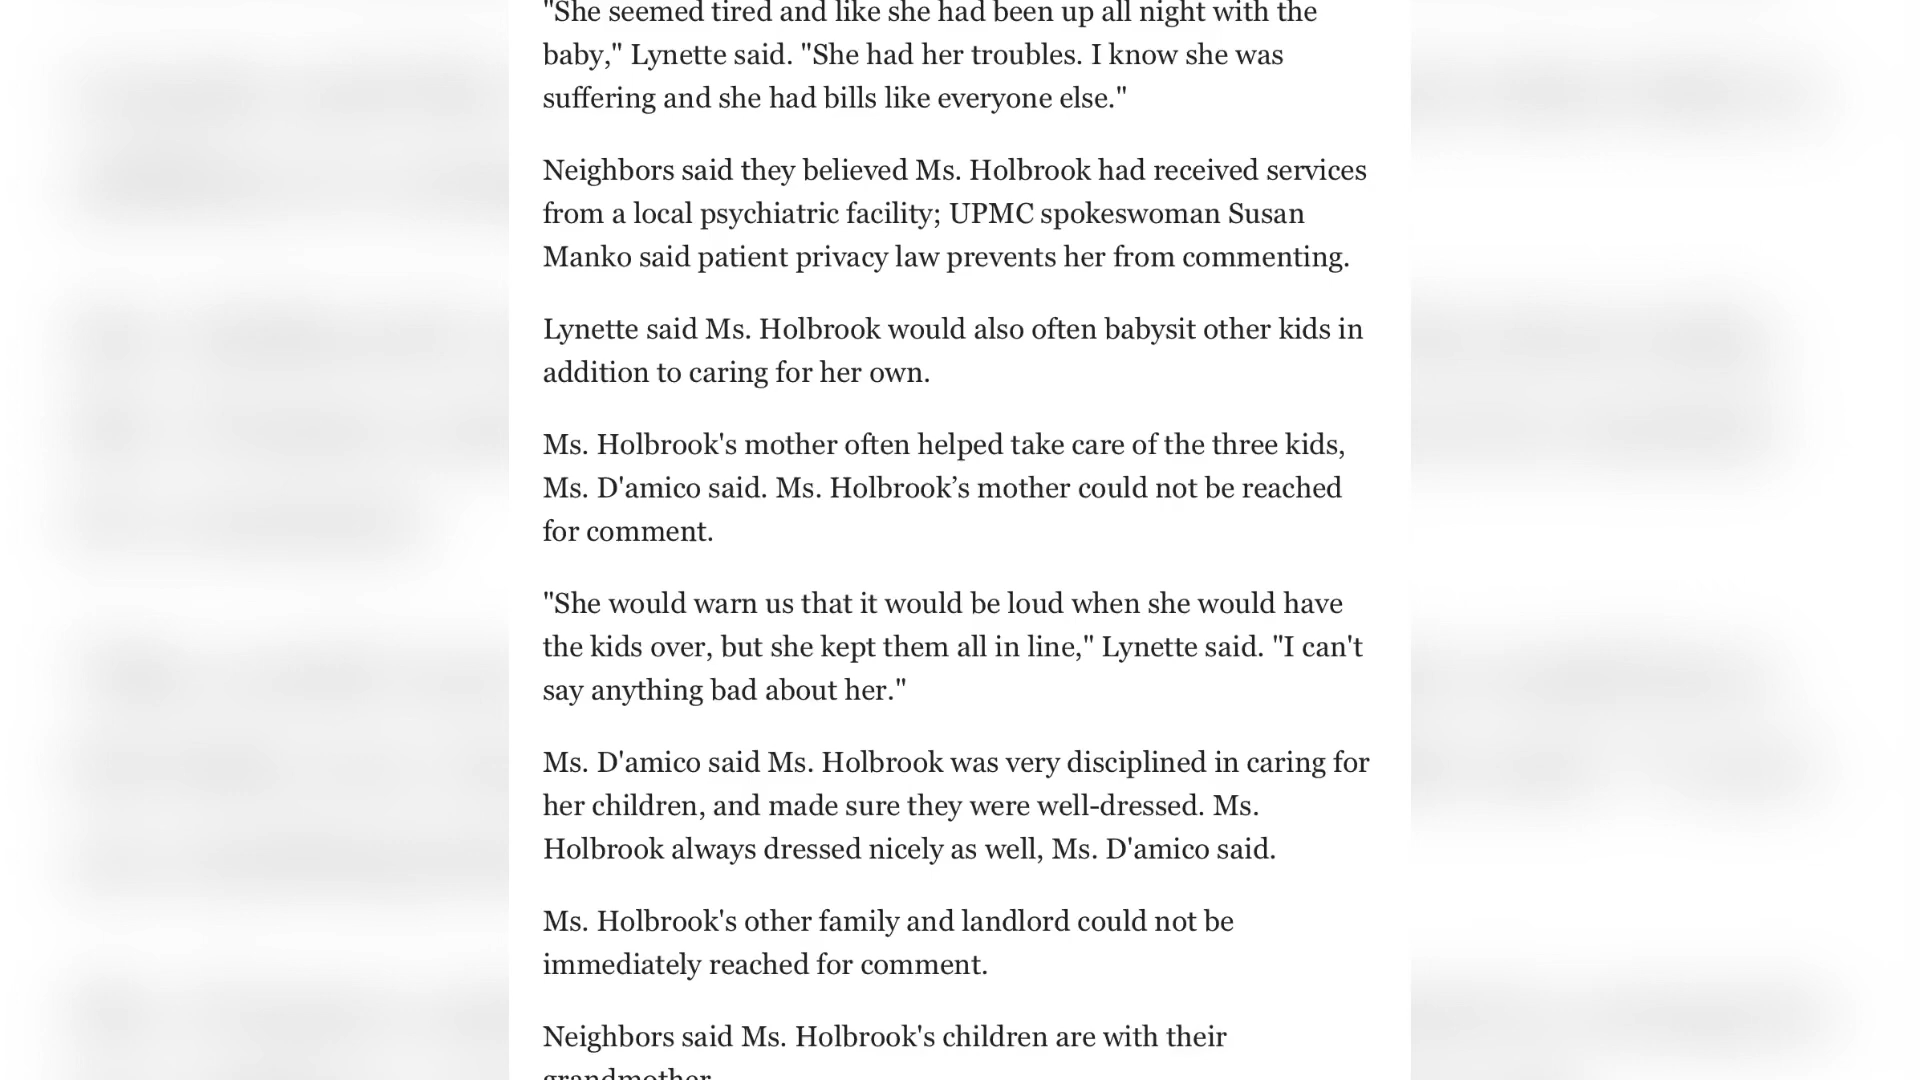 "She seemed tired and like she had been up all night with the
baby," Lynette said. "She had her troubles. I know she was
suffering and she had bills like everyone else."
Neighbors said they believed Ms. Holbrook had received services
from a local psychiatric facility; UPMC spokeswoman Susan
Manko said patient privacy law prevents her from commenting.
Lynette said Ms. Holbrook would also often babysit other kids in
addition to caring for her own.
Ms. Holbrook's mother often helped take care of the three kids,
Ms. D'amico said. Ms. Holbrook’s mother could not be reached
for comment.
"She would warn us that it would be loud when she would have
the kids over, but she kept them all in line," Lynette said. "I can't
say anything bad about her."
Ms. D'amico said Ms. Holbrook was very disciplined in caring for
her children, and made sure they were well-dressed. Ms.
Holbrook always dressed nicely as well, Ms. D'amico said.
Ms. Holbrook's other family and landlord could not be
immediately reached for comment.
Neighbors said Ms. Holbrook's children are with their
grandmother.